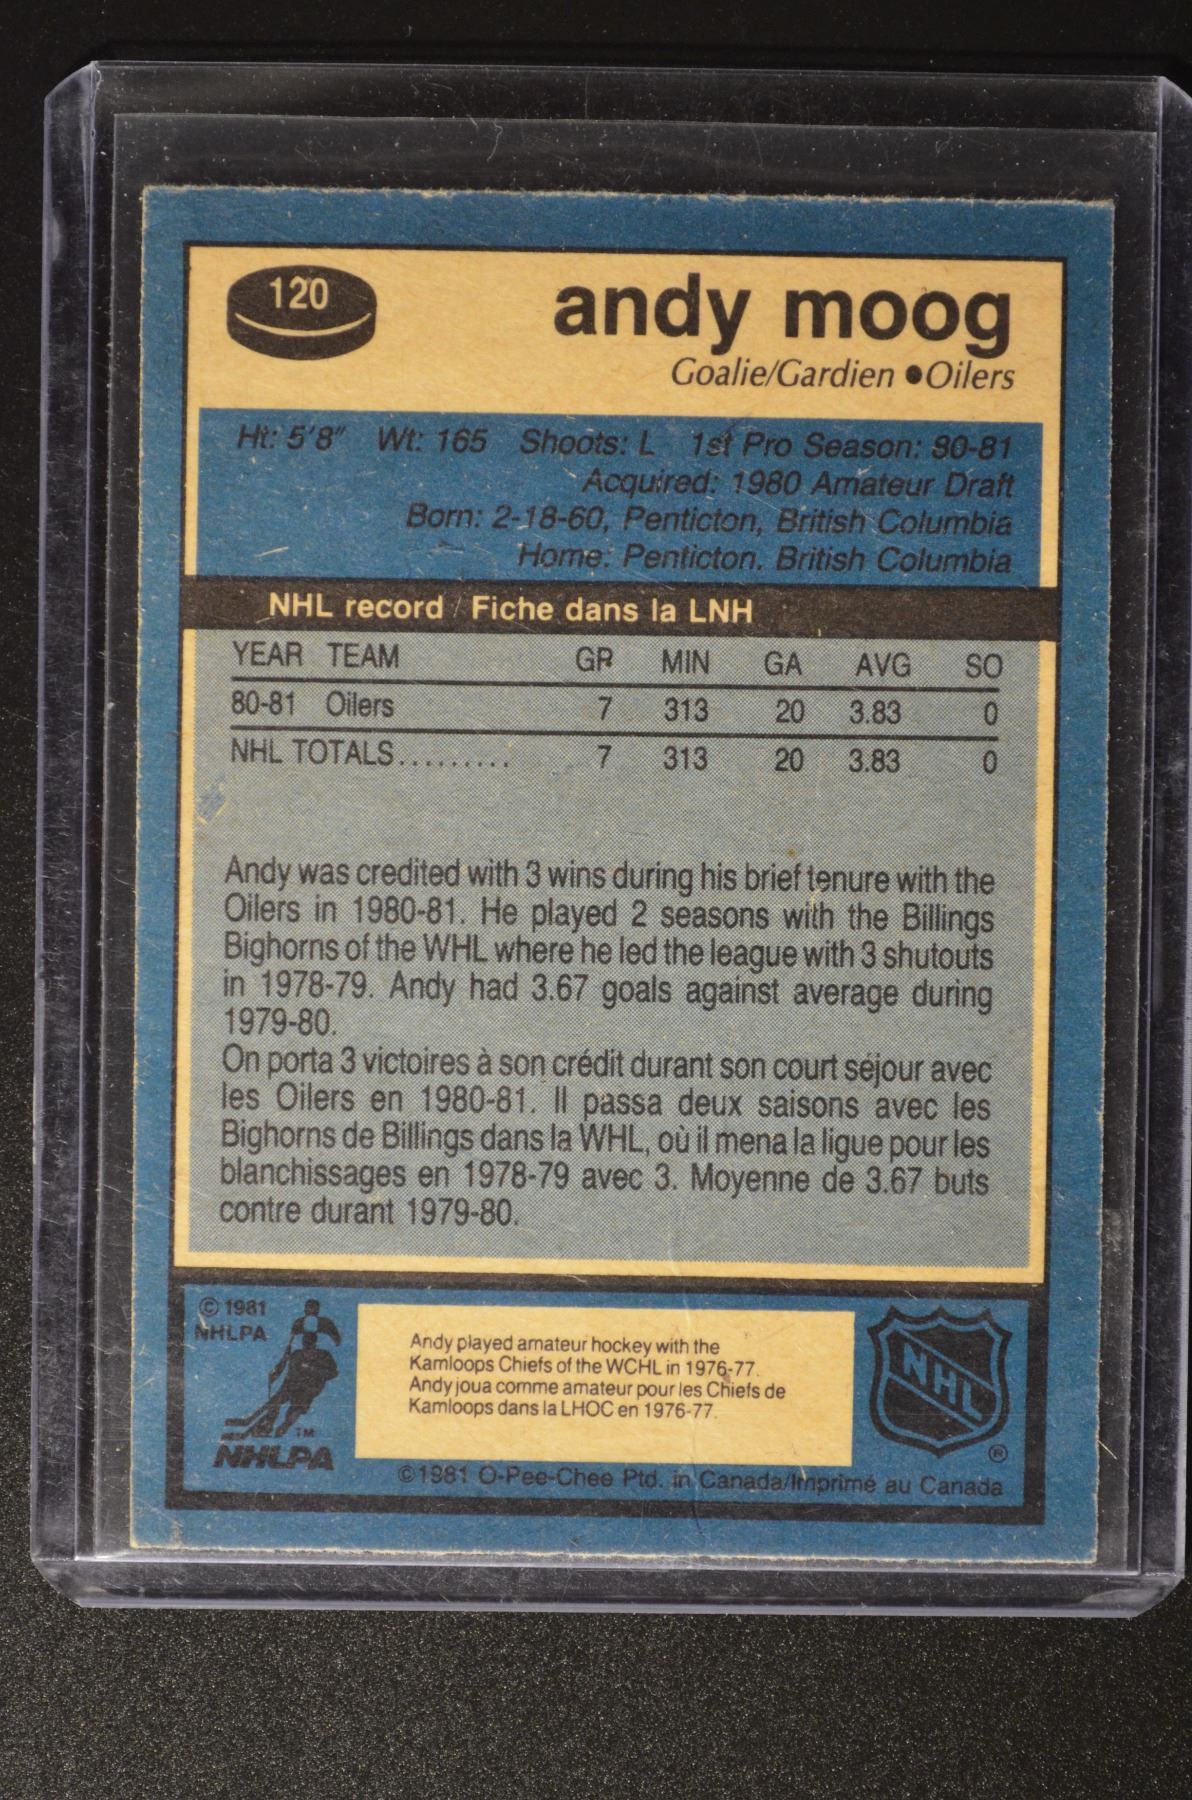 120
andy moog
Goalie/Gardien ●Oilers
Ht: 5'8" Wt: 165 Shoots: L 1st Pro Season: 80-81
Acquired: 1980 Amateur Draft
Born: 2-18-60, Penticton, British Columbia
Home: Penticton, British Columbia
NHL record / Fiche dans la LNH
YEAR TEAM GP MIN GA AVG SO
80-81 Oilers 7 313 20 3.83 0
NHL TOTALS......... 7 313 20 3.83 0
Andy was credited with 3 wins during his brief tenure with the
Oilers in 1980-81. He played 2 seasons with the Billings
Bighorns of the WHL where he led the league with 3 shutouts
in 1978-79. Andy had 3.67 goals against average during
1979-80.
On porta 3 victoires à son crédit durant son court séjour avec
les Oilers en 1980-81. Il passa deux saisons avec les
Bighorns de Billings dans la WHL, où il mena la ligue pour les
blanchissages en 1978-79 avec 3. Moyenne de 3.67 buts
contre durant 1979-80.
© 1981
NHLPA
TM
NHLPA
Andy played amateur hockey with the
Kamloops Chiefs of the WCHL in 1976-77.
Andy joua comme amateur pour les Chiefs de
Kamloops dans la LHOC en 1976-77.
NHL
®
©1981 O-Pee-Chee Ptd. in Canada/Imprimé au Canada